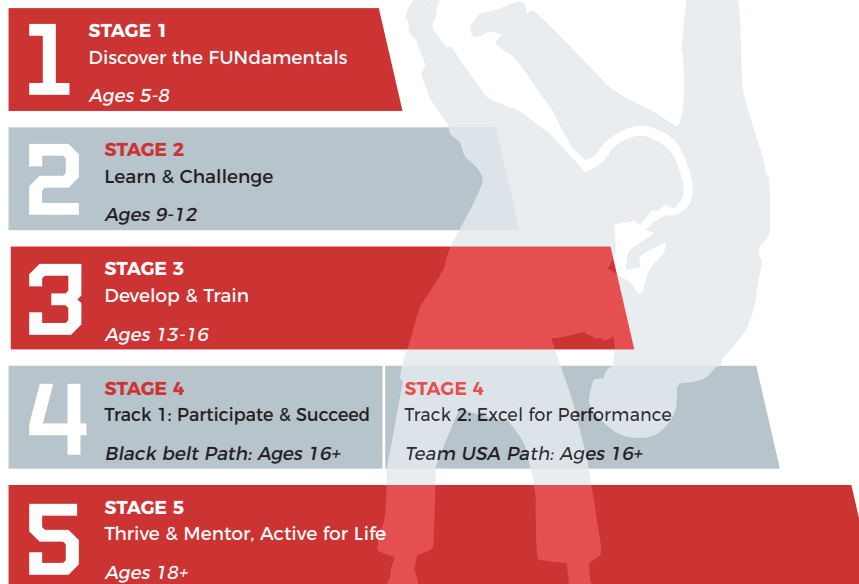 1
STAGE 1
Discover the FUNdamentals
Ages 5-8
2
STAGE 2
Learn & Challenge
Ages 9-12
3
STAGE 3
Develop & Train
Ages 13-16
4
STAGE 4
Track 1: Participate & Succeed
Black belt Path: Ages 16+
STAGE 4
Track 2: Excel for Performance
Team USA Path: Ages 16+
5
STAGE 5
Thrive & Mentor, Active for Life
Ages 18+